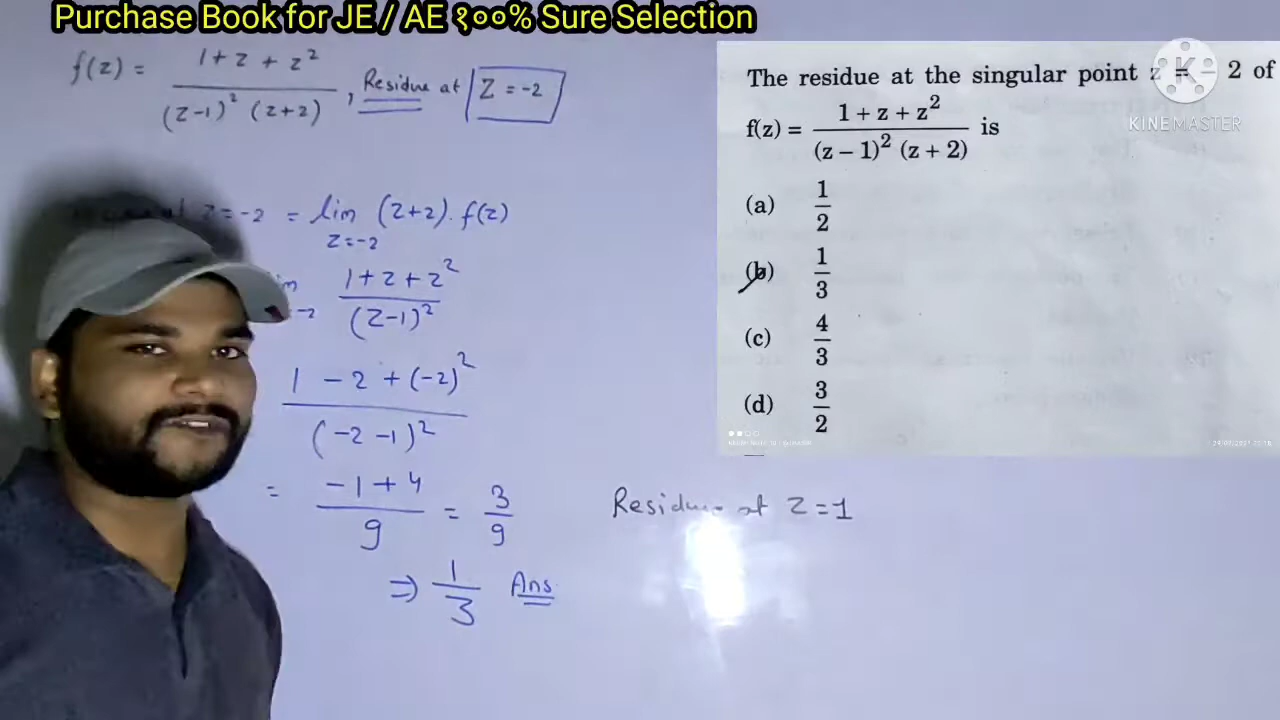 Purchase Book for JE / AE १००% Sure Selection
f(z) = 1+z+z² / (z-1)² (z+2) , Residue at z = -2
z=-2 = lim z=-2 (z+2). f(z)
1+z+z² / (z-1)²
1 - 2 + (-2)² / (-2 -1)²
= -1+4 / 9 = 3/9
⇒ 1/3 Ans
Residue at z=1
The residue at the singular point z = - 2 of
f(z) = 1 + z + z² / (z – 1)² (z + 2) is
(a) 1/2
(b) 1/3
(c) 4/3
(d) 3/2
KINEMASTER